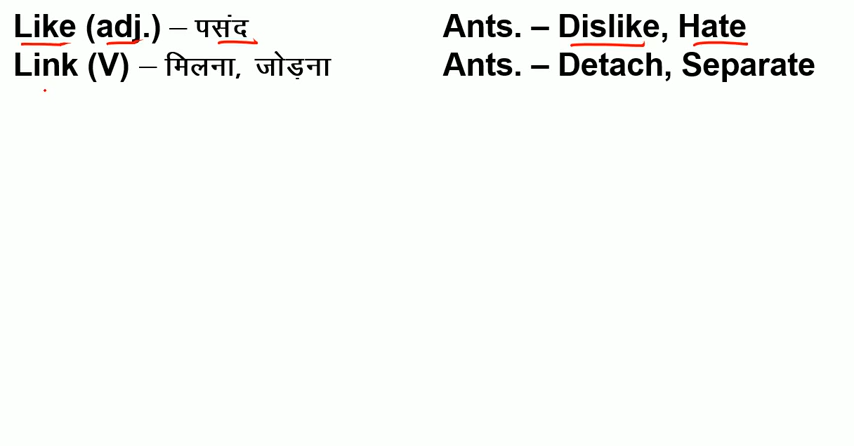 Like (adj.) – पसंद Ants. – Dislike, Hate
Link (V) – मिलना, जोड़ना Ants. – Detach, Separate